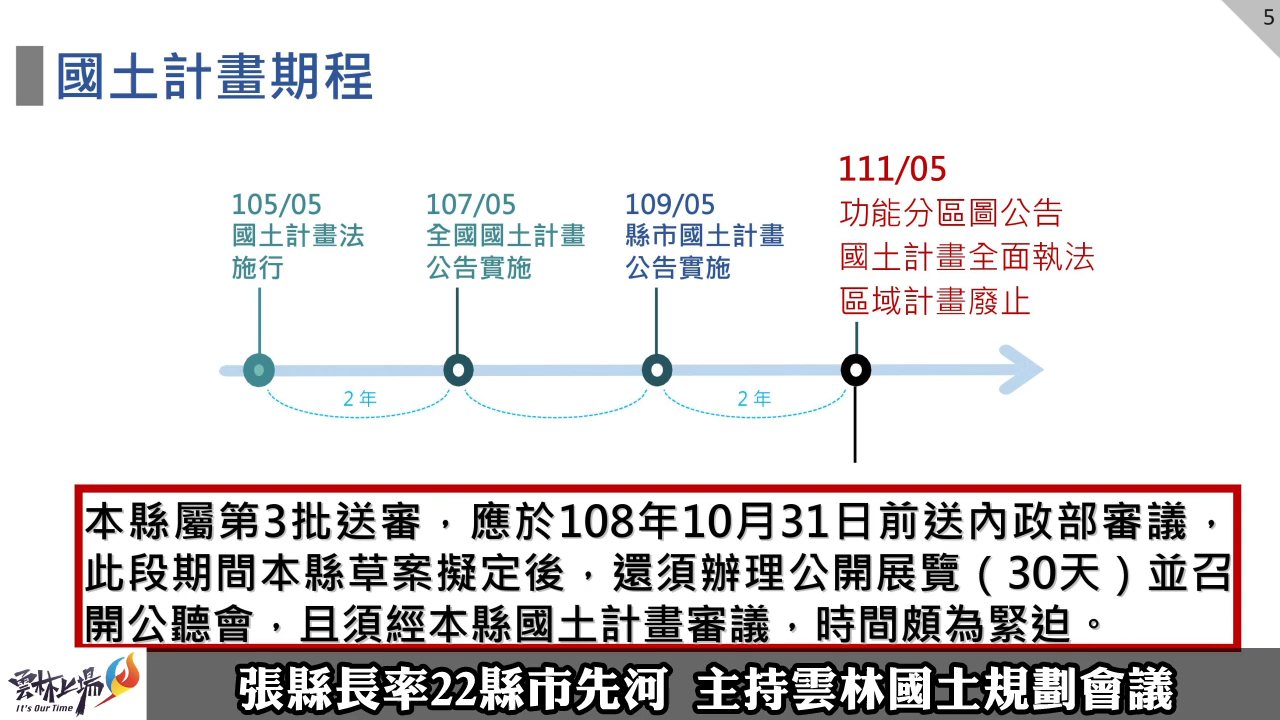 5
國土計畫期程
105/05
國土計畫法
施行
107/05
全國國土計畫
公告實施
109/05
縣市國土計畫
公告實施
111/05
功能分區圖公告
國土計畫全面執法
區域計畫廢止
2 年
2 年
本縣屬第3批送審，應於108年10月31日前送內政部審議，
此段期間本縣草案擬定後，還須辦理公開展覽（30天）並召
開公聽會，且須經本縣國土計畫審議，時間頗為緊迫。
雲林上場
It's Our Time
張縣長率22縣市先河 主持雲林國土規劃會議